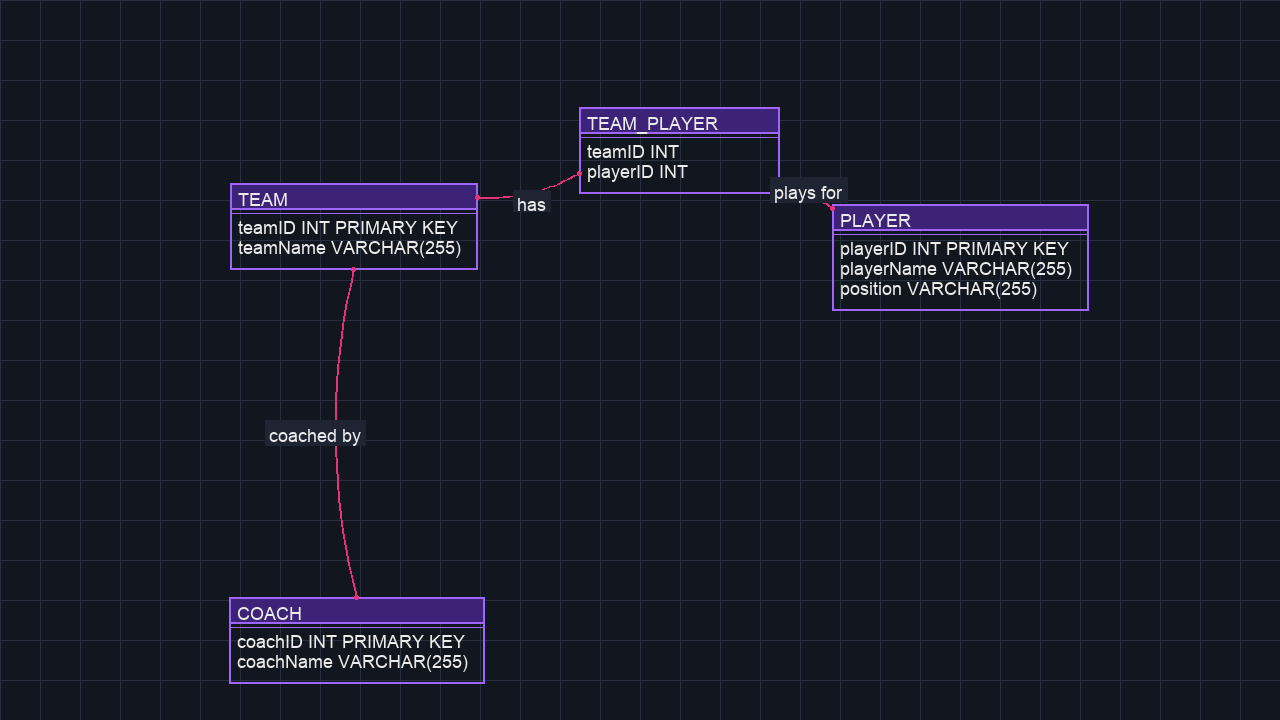 TEAM_PLAYER
teamID INT
playerID INT
TEAM
teamID INT PRIMARY KEY
teamName VARCHAR(255)
has
plays for
PLAYER
playerID INT PRIMARY KEY
playerName VARCHAR(255)
position VARCHAR(255)
coached by
COACH
coachID INT PRIMARY KEY
coachName VARCHAR(255)